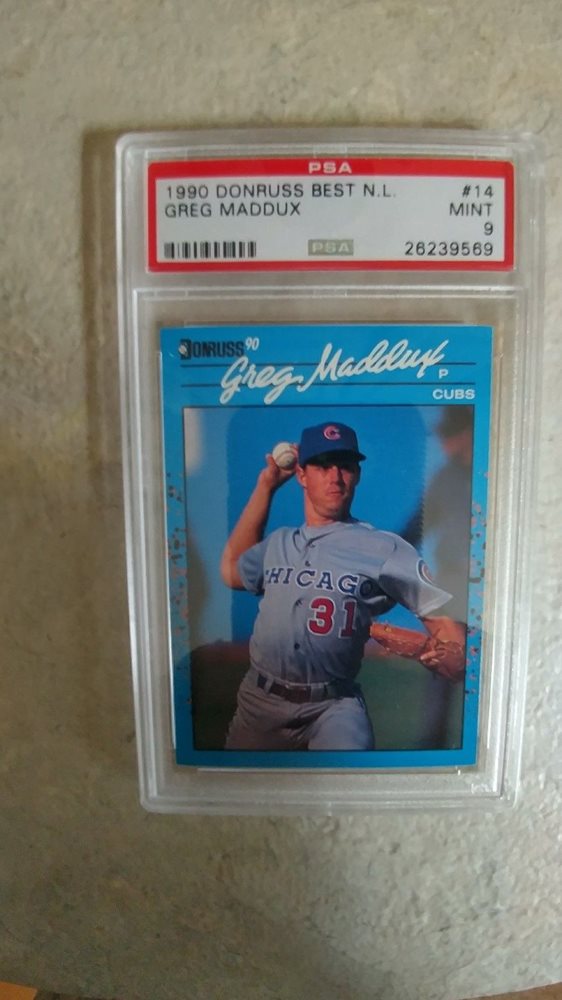 PSA
1990 DONRUSS BEST N.L. #14
GREG MADDUX MINT
9
PSA 26239569
DONRUSS 90
Greg Maddux P
CUBS
C
CHICAGO
31